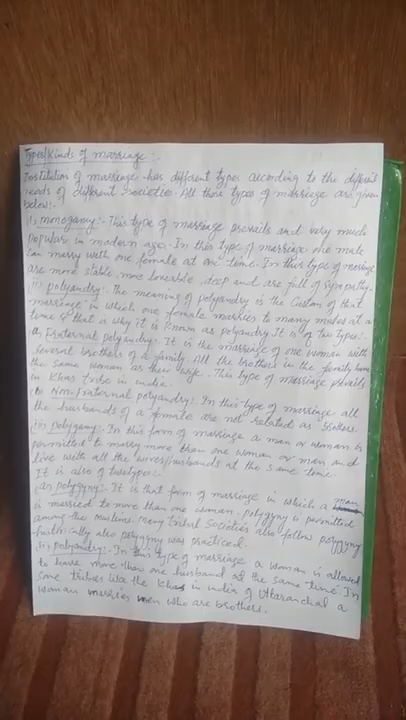 Types/Kinds of marriage :-
Institution of marriage has different types according to the different
needs of different societies. All these types of marriage are given
below:-
(i) Monogamy:- This type of marriage prevails and very much
Popular in modern age. In this type of marriage one male
can marry with one female at one time. In this type of marriage
are more stable, more loveable, deep and are full of sympathy.
(ii) Polyandry:- The meaning of polyandry is the Custom of that
marriage in which one female marries to many males at a
time & that is why it is known as polyandry. It is of two types:-
(a) Fraternal polyandry:- It is the marriage of one woman with
several brothers of a family. All the brothers in the family have
the same woman as their wife. This type of marriage prevails
in Khas tribe in india.
(b) Non-Fraternal polyandry:- In this type of marriage all
the husbands of a female are not related as brothers.
(iii) Polygamy:- In this form of marriage a man or woman is
permitted to marry more than one woman or man and
live with all the wives/husbands at the same time.
It is also of two types:-
(a) Polygyny:- It is that form of marriage in which a man
is married to more than one woman. polygyny is permitted
among the muslims. Many tribal Societies also follow polygyny
historically also polygyny was practiced.
(b) Polyandry:- In this type of marriage a woman is allowed
to have more than one husband at the same time. In
some tribes like the Khas in india of Uttaranchal a
woman marries men who are brothers.